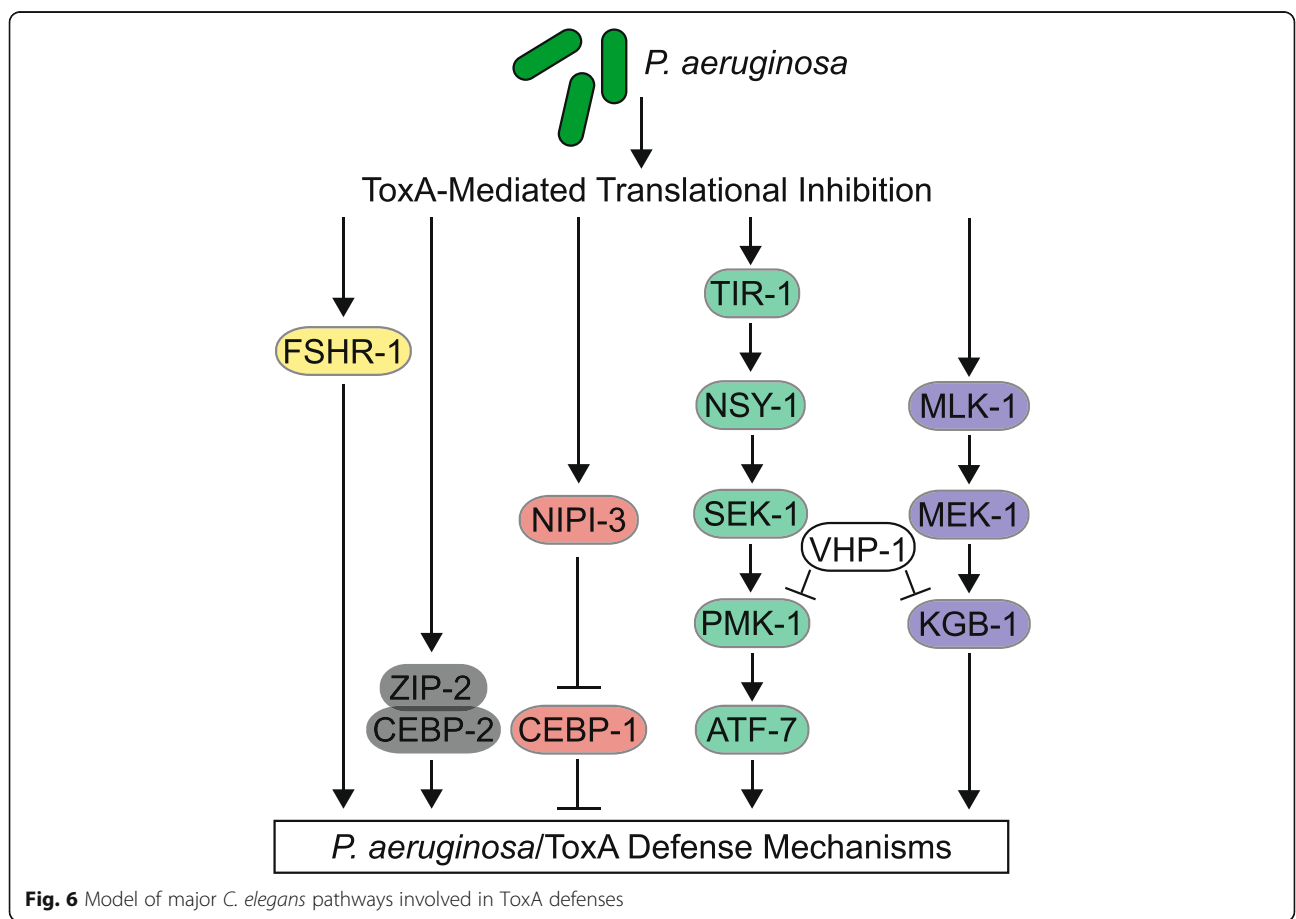 P. aeruginosa
ToxA-Mediated Translational Inhibition
TIR-1
FSHR-1
NSY-1
MLK-1
NIPI-3
SEK-1
MEK-1
VHP-1
PMK-1
KGB-1
ZIP-2
CEBP-2
CEBP-1
ATF-7
P. aeruginosa/ToxA Defense Mechanisms
Fig. 6 Model of major C. elegans pathways involved in ToxA defenses